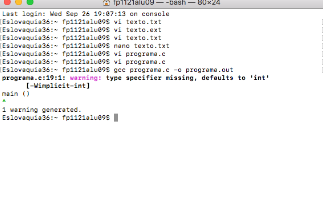 fp1121alu09 — -bash — 80×24
Last login: Wed Sep 26 19:07:13 on console
Eslovaquia36:~ fp1121alu09$ vi texto.txt
Eslovaquia36:~ fp1121alu09$ vi texto.ext
Eslovaquia36:~ fp1121alu09$ vi texto.txt
Eslovaquia36:~ fp1121alu09$ nano texto.txt
Eslovaquia36:~ fp1121alu09$ vi programa.c
Eslovaquia36:~ fp1121alu09$ vi programa.c
Eslovaquia36:~ fp1121alu09$ gcc programa.c -o programa.out
programa.c:19:1: warning: type specifier missing, defaults to 'int'
[-Wimplicit-int]
main ()
^
1 warning generated.
Eslovaquia36:~ fp1121alu09$